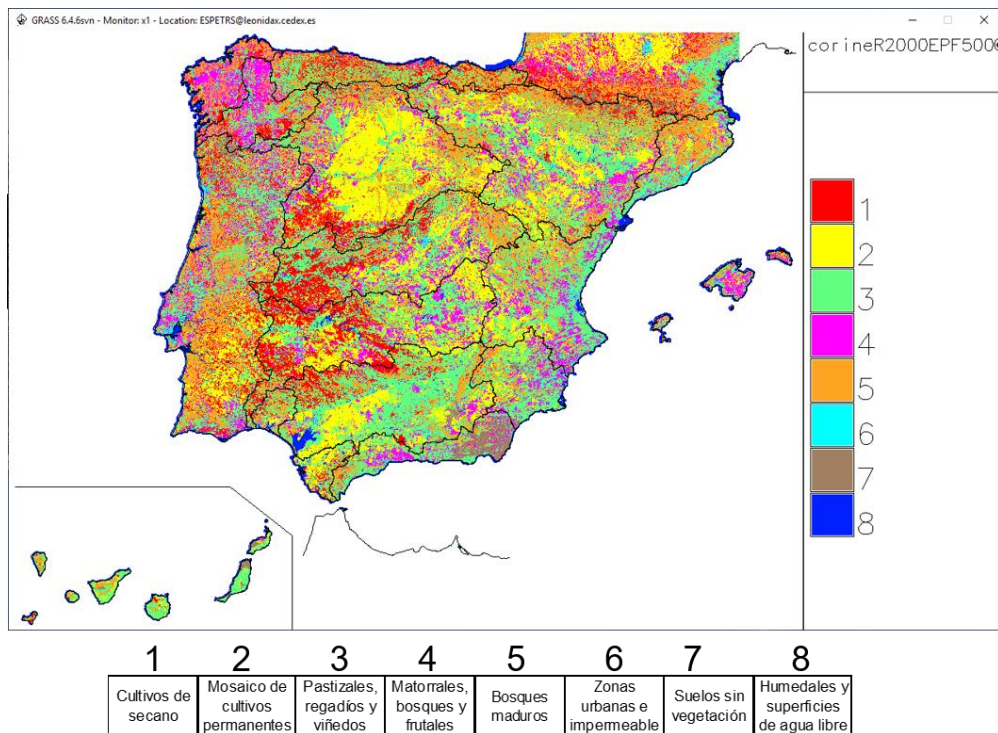 GRASS 6.4.6svn - Monitor: x1 - Location: ESPETRS@leonidax.cedex.es
corineR2000EPF5006
1
2
3
4
5
6
7
8
1 2 3 4 5 6 7 8
Cultivos de
secano
Mosaico de
cultivos
permanentes
Pastizales,
regadíos y
viñedos
Matorrales,
bosques y
frutales
Bosques
maduros
Zonas
urbanas e
impermeable
Suelos sin
vegetación
Humedales y
superficies
de agua libre